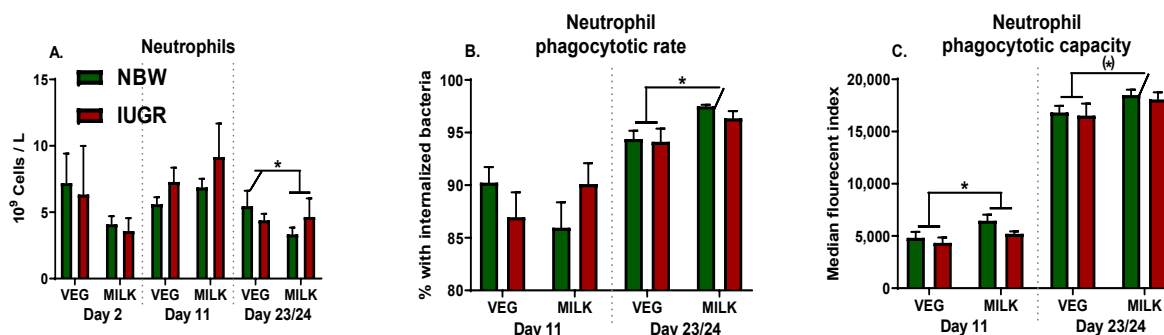 A.
Neutrophils
NBW
IUGR
10⁹ Cells / L
15
10
5
0
*
VEG MILK VEG MILK VEG MILK
Day 2 Day 11 Day 23/24
B.
Neutrophil
phagocytotic rate
% with internalized bacteria
100
95
90
85
80
*
VEG MILK VEG MILK
Day 11 Day 23/24
C.
Neutrophil
phagocytotic capacity
Median flourecent index
20,000
15,000
10,000
5,000
0
*
(*)
VEG MILK VEG MILK
Day 11 Day 23/24